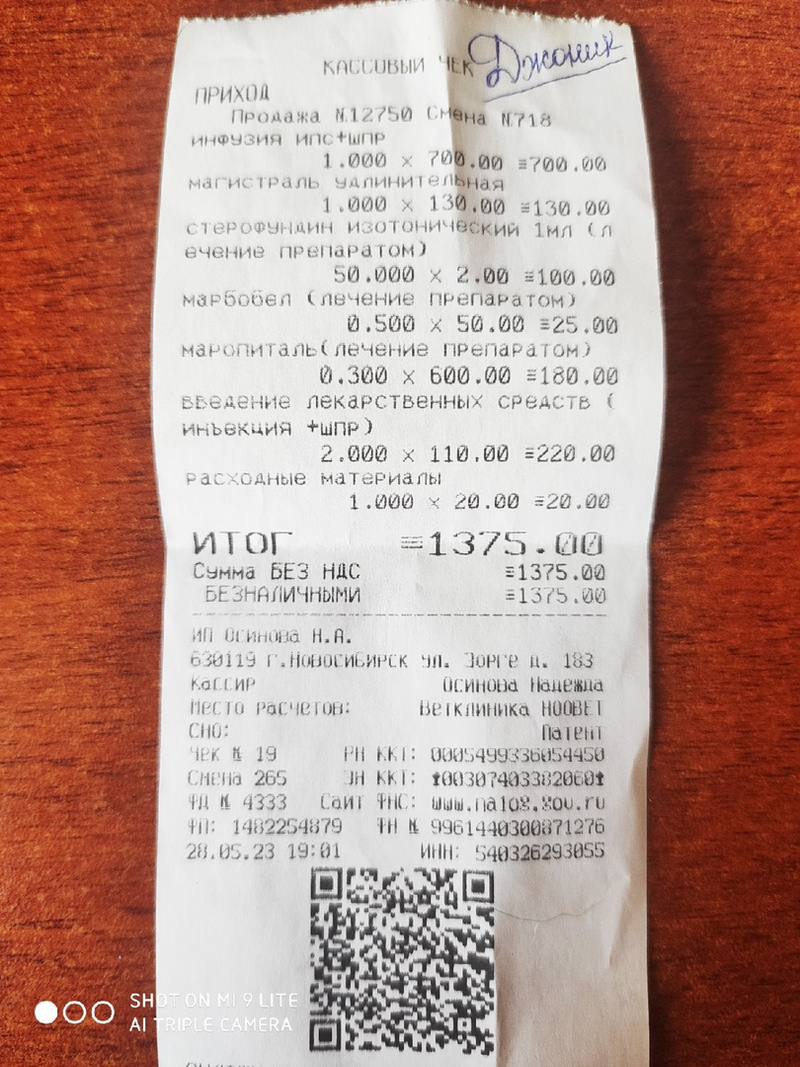 КАССОВЫЙ ЧЕК Джоник
ПРИХОД
Продажа №12750 Смена №718
ИНФУЗИЯ ИПС+ШПР
1.000 × 700.00 ≡700.00
МАГИСТРАЛЬ УДЛИНИТЕЛЬНАЯ
1.000 × 130.00 ≡130.00
СТЕРОФУНДИН ИЗОТОНИЧЕСКИЙ 1МЛ (Л
ЕЧЕНИЕ ПРЕПАРАТОМ)
50.000 × 2.00 ≡100.00
МАРБОБЕЛ (ЛЕЧЕНИЕ ПРЕПАРАТОМ)
0.500 × 50.00 ≡25.00
МАРОПИТАЛЬ(ЛЕЧЕНИЕ ПРЕПАРАТОМ)
0.300 × 600.00 ≡180.00
ВВЕДЕНИЕ ЛЕКАРСТВЕННЫХ СРЕДСТВ (
ИНЪЕКЦИЯ +ШПР)
2.000 × 110.00 ≡220.00
РАСХОДНЫЕ МАТЕРИАЛЫ
1.000 × 20.00 ≡20.00
ИТОГ ≡1375.00
Сумма БЕЗ НДС ≡1375.00
БЕЗНАЛИЧНЫМИ ≡1375.00
ИП Осинова Н.А.
630119 г.Новосибирск ул. Зорге д. 183
Кассир Осинова Надежда
Место расчетов: Ветклиника НООВЕТ
СНО: Патент
Чек № 19 РН ККТ: 0005499336054450
Смена 265 ЗН ККТ: 00307403382060
ФД № 4333 Сайт ФНС: www.nalog.gov.ru
ФП: 1482254879 ФН № 9961440300871276
28.05.23 19:01 ИНН: 540326293055
SHOT ON MI 9 LITE
AI TRIPLE CAMERA